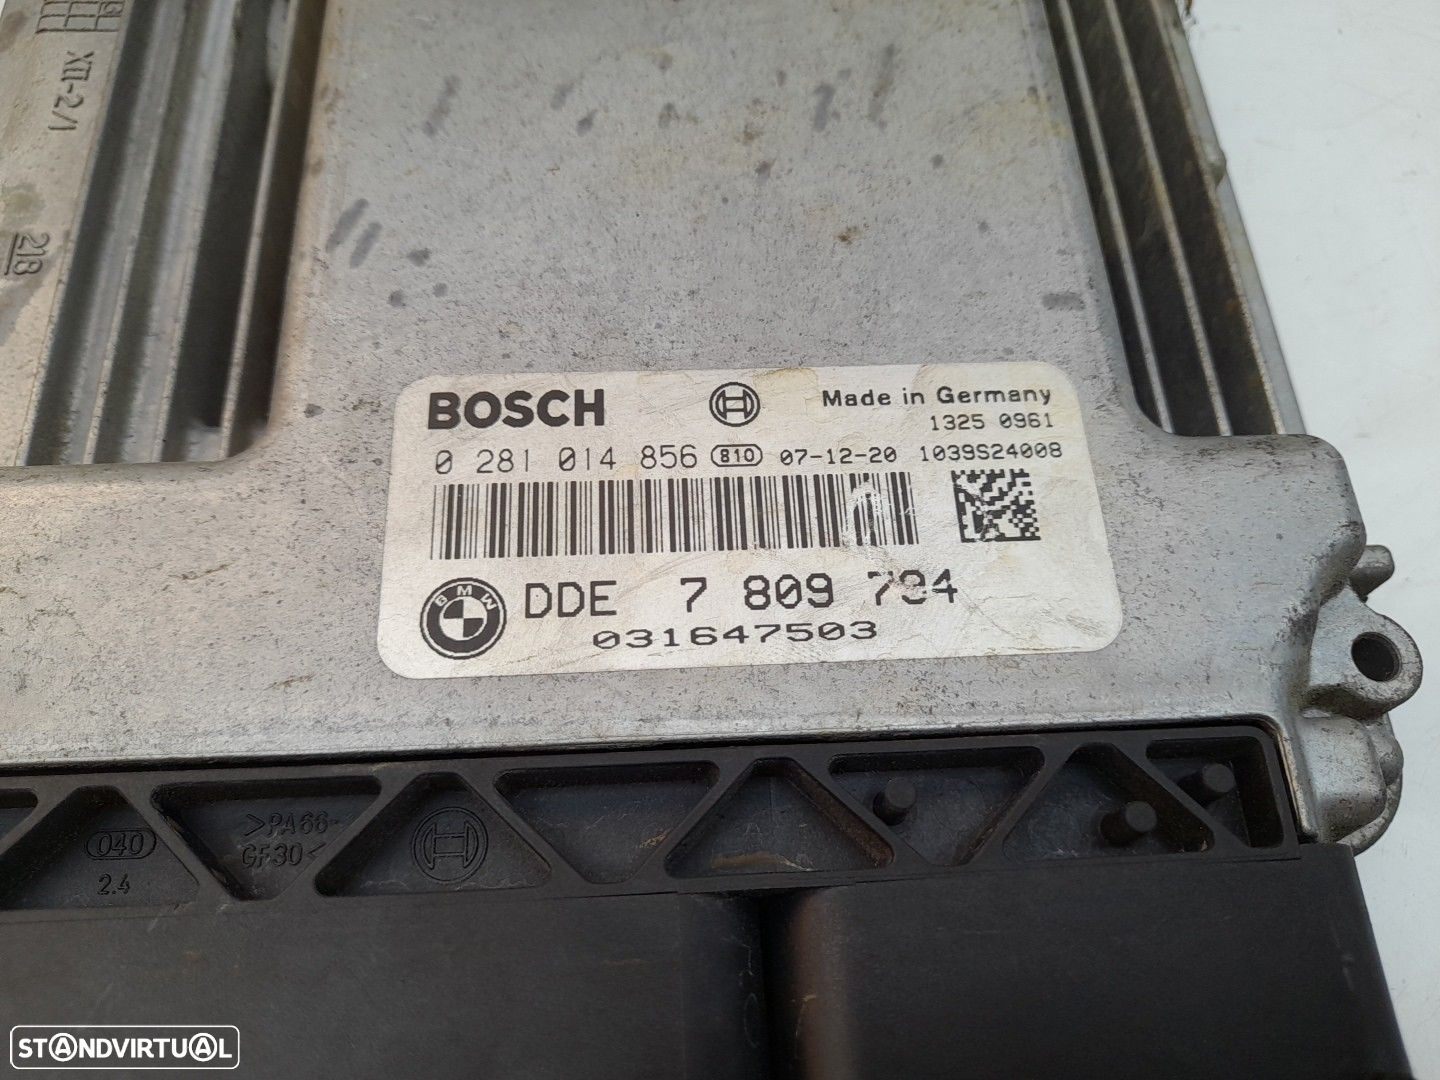 XII-2/1
218
BOSCH
Made in Germany
1325 0961
0 281 014 856 810 07-12-20 1039S24008
BMW DDE 7 809 794
031647503
040
2.4
>PA66-
GF30<
STANDVIRTUAL